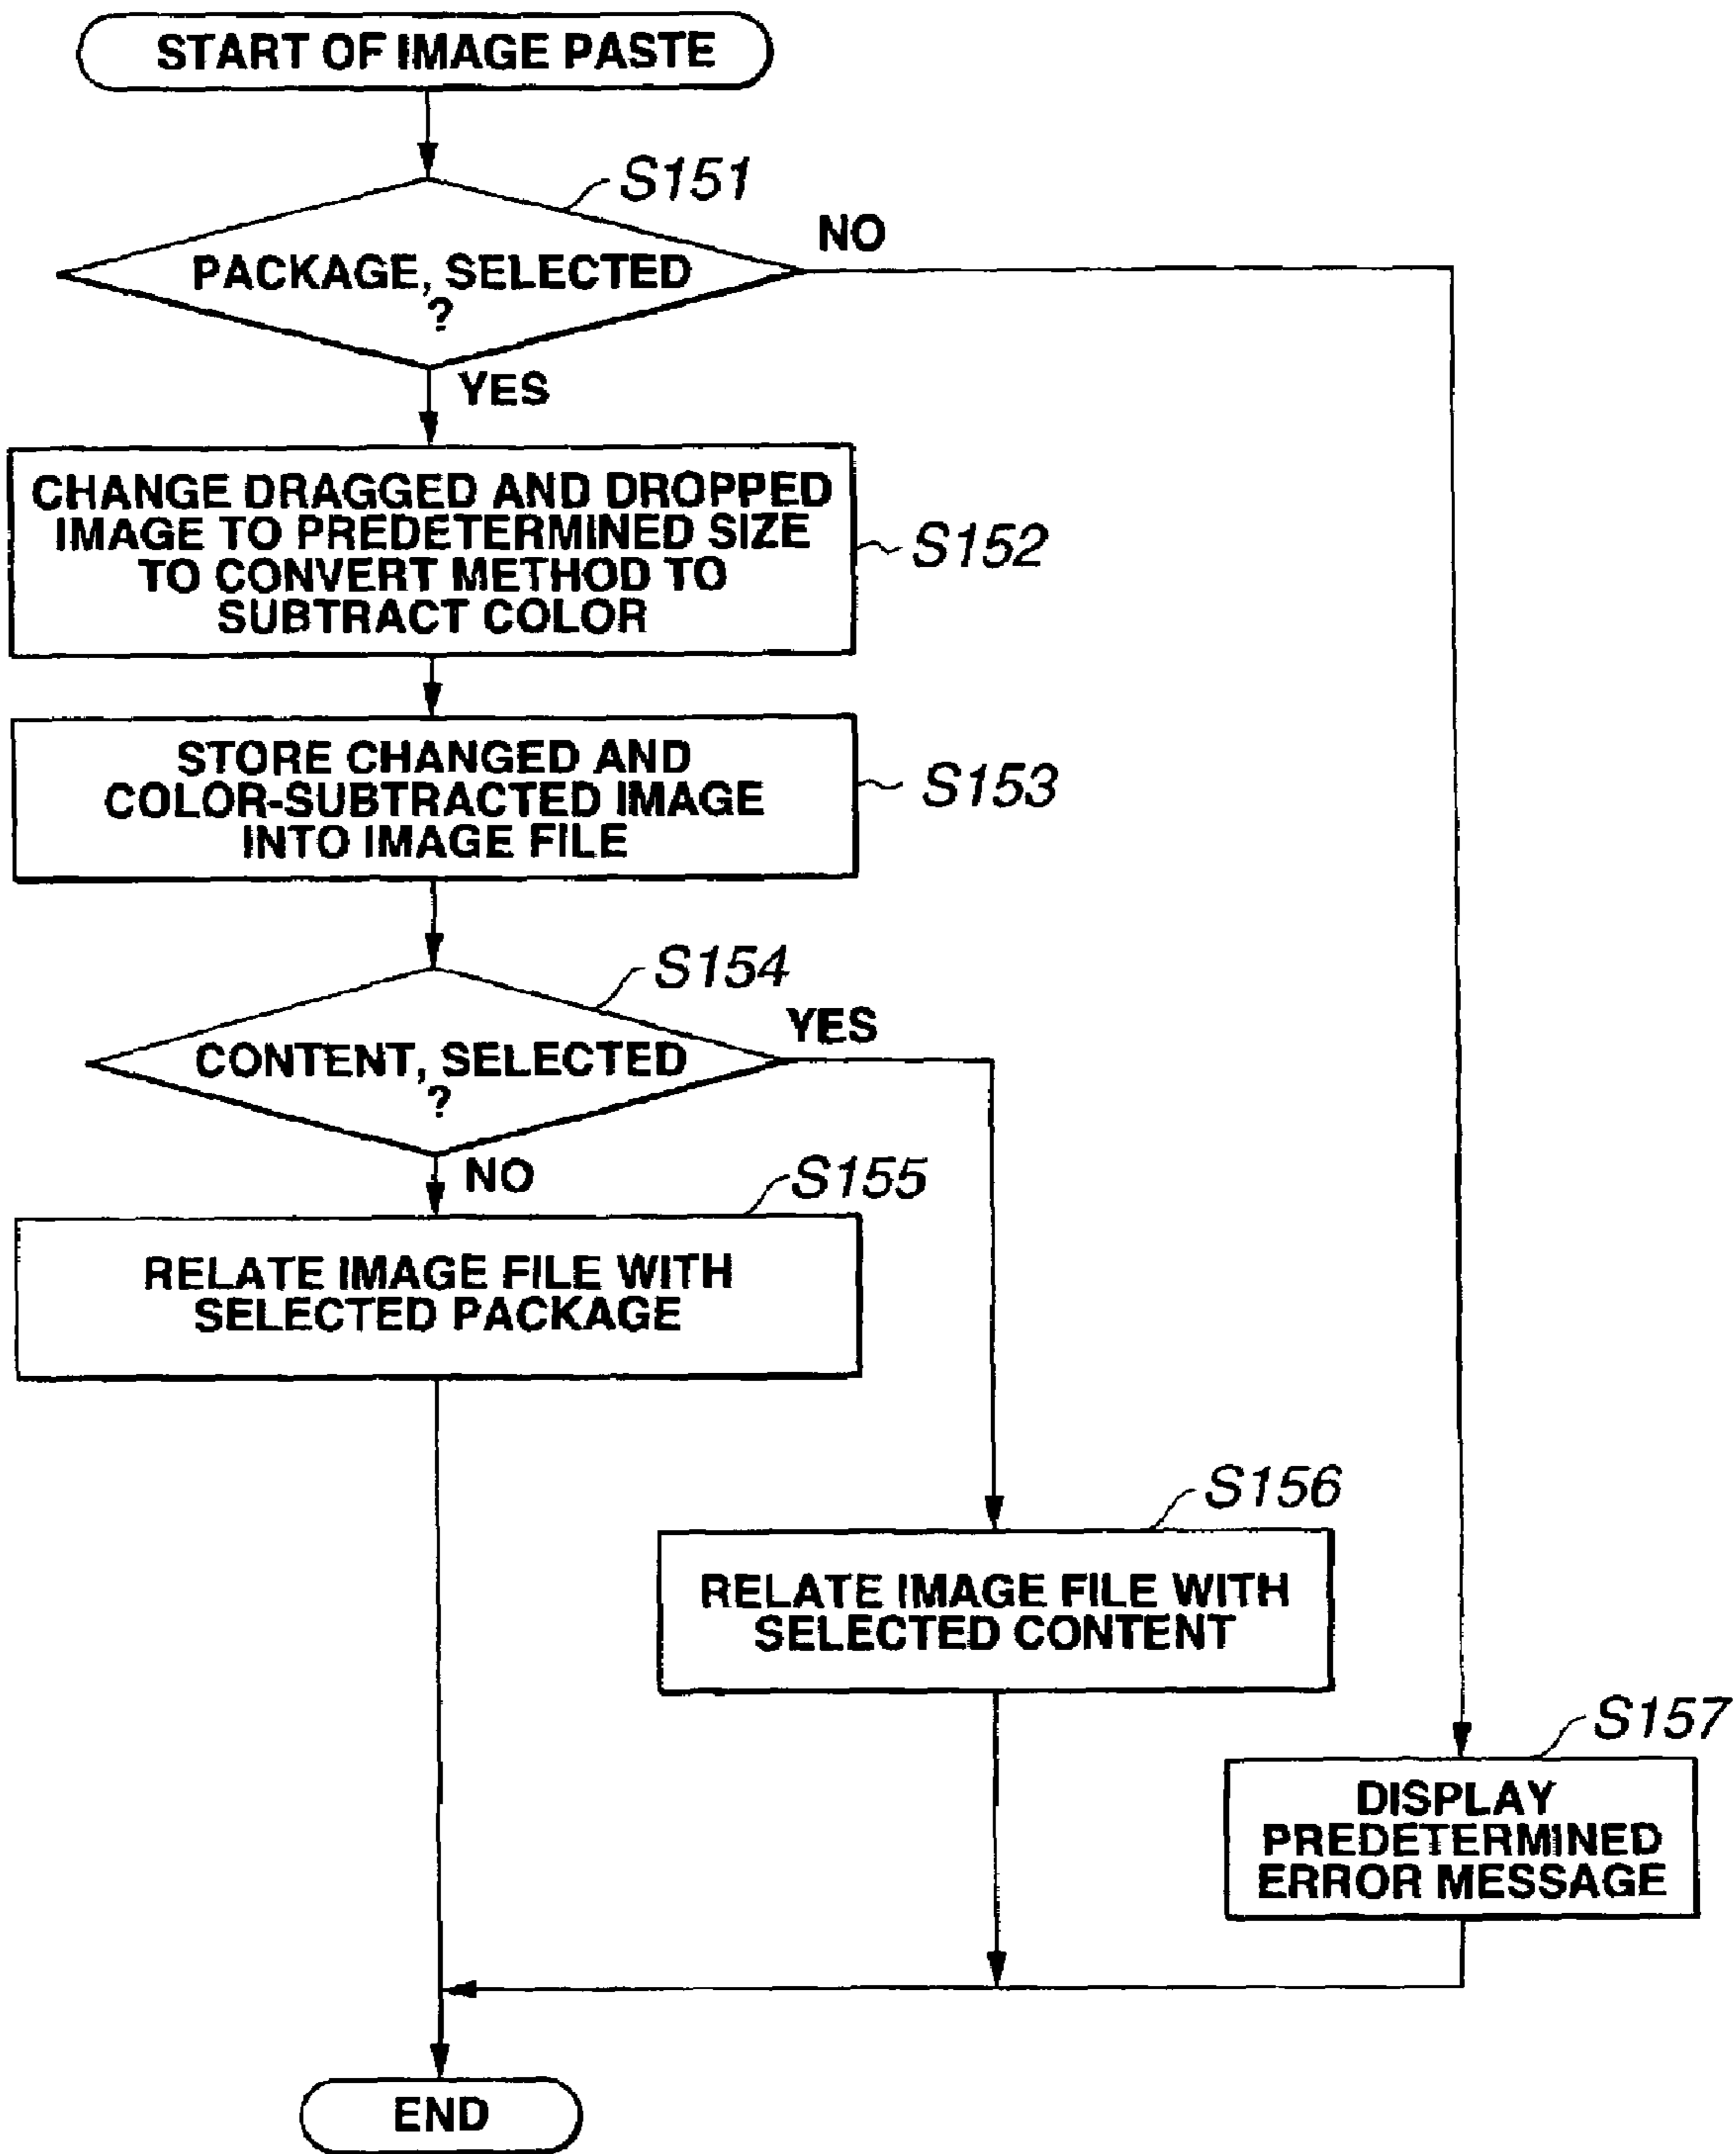 START OF IMAGE PASTE
S151
NO
PACKAGE, SELECTED
?
YES
CHANGE DRAGGED AND DROPPED
IMAGE TO PREDETERMINED SIZE
TO CONVERT METHOD TO
SUBTRACT COLOR
S152
STORE CHANGED AND
COLOR-SUBTRACTED IMAGE
INTO IMAGE FILE
S153
S154
YES
CONTENT, SELECTED
?
NO
S155
RELATE IMAGE FILE WITH
SELECTED PACKAGE
S156
RELATE IMAGE FILE WITH
SELECTED CONTENT
S157
DISPLAY
PREDETERMINED
ERROR MESSAGE
END